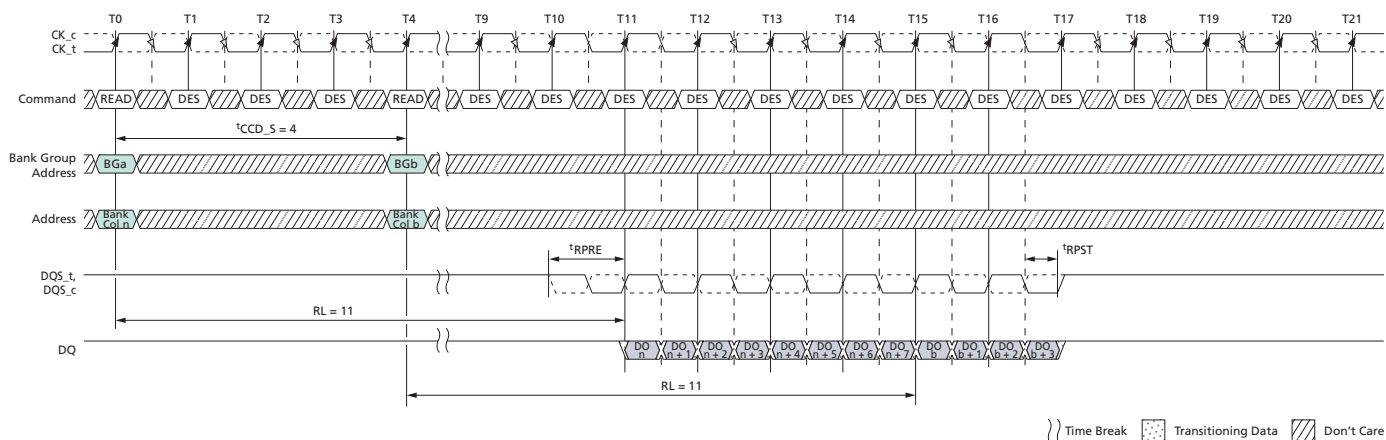 T0 T1 T2 T3 T4 T9 T10 T11 T12 T13 T14 T15 T16 T17 T18 T19 T20 T21
CK_c
CK_t
Command READ DES DES DES READ DES DES DES DES DES DES DES DES DES DES DES DES DES
tCCD_S = 4
Bank Group
Address
BGa BGb
Address
Bank
Col n
Bank
Col b
tRPRE tRPST
DQS_t,
DQS_c
RL = 11
DQ
DO
n
DO
n + 1
DO
n + 2
DO
n + 3
DO
n + 4
DO
n + 5
DO
n + 6
DO
n + 7
DO
b
DO
b + 1
DO
b + 2
DO
b + 3
RL = 11
Time Break Transitioning Data Don't Care